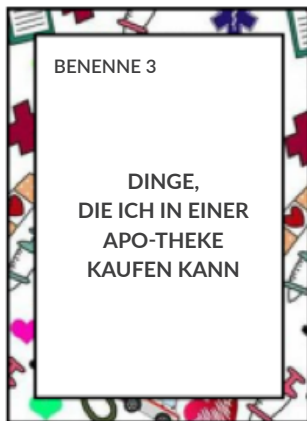 BENENNE 3
DINGE,
DIE ICH IN EINER
APO-THEKE
KAUFEN KANN